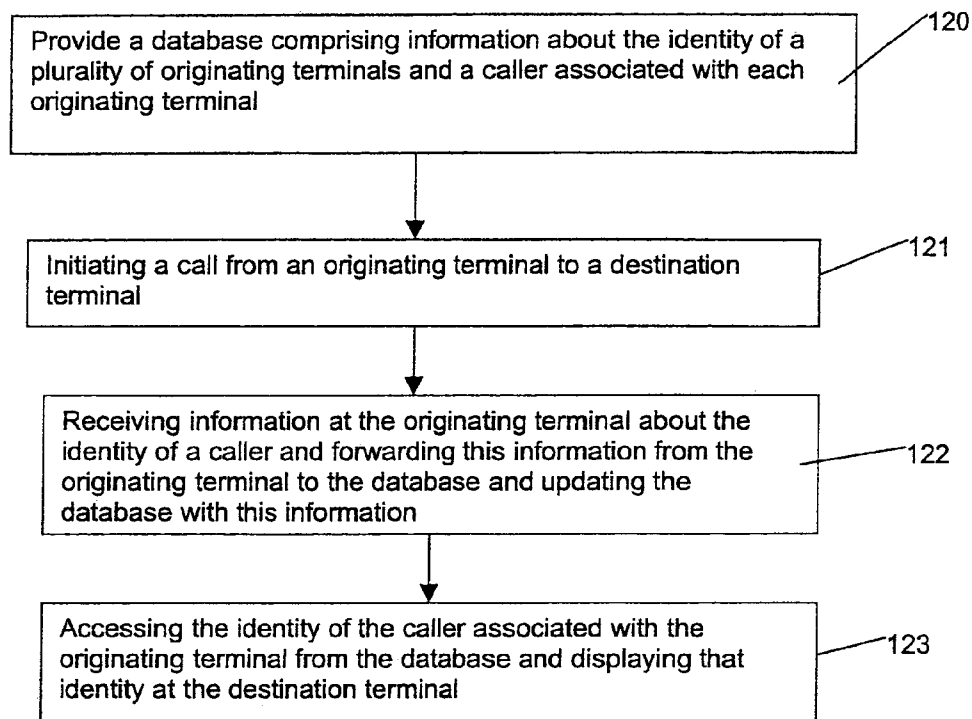 Provide a database comprising information about the identity of a
plurality of originating terminals and a caller associated with each
originating terminal
120
Initiating a call from an originating terminal to a destination
terminal
121
Receiving information at the originating terminal about the
identity of a caller and forwarding this information from the
originating terminal to the database and updating the
database with this information
122
Accessing the identity of the caller associated with the
originating terminal from the database and displaying that
identity at the destination terminal
123